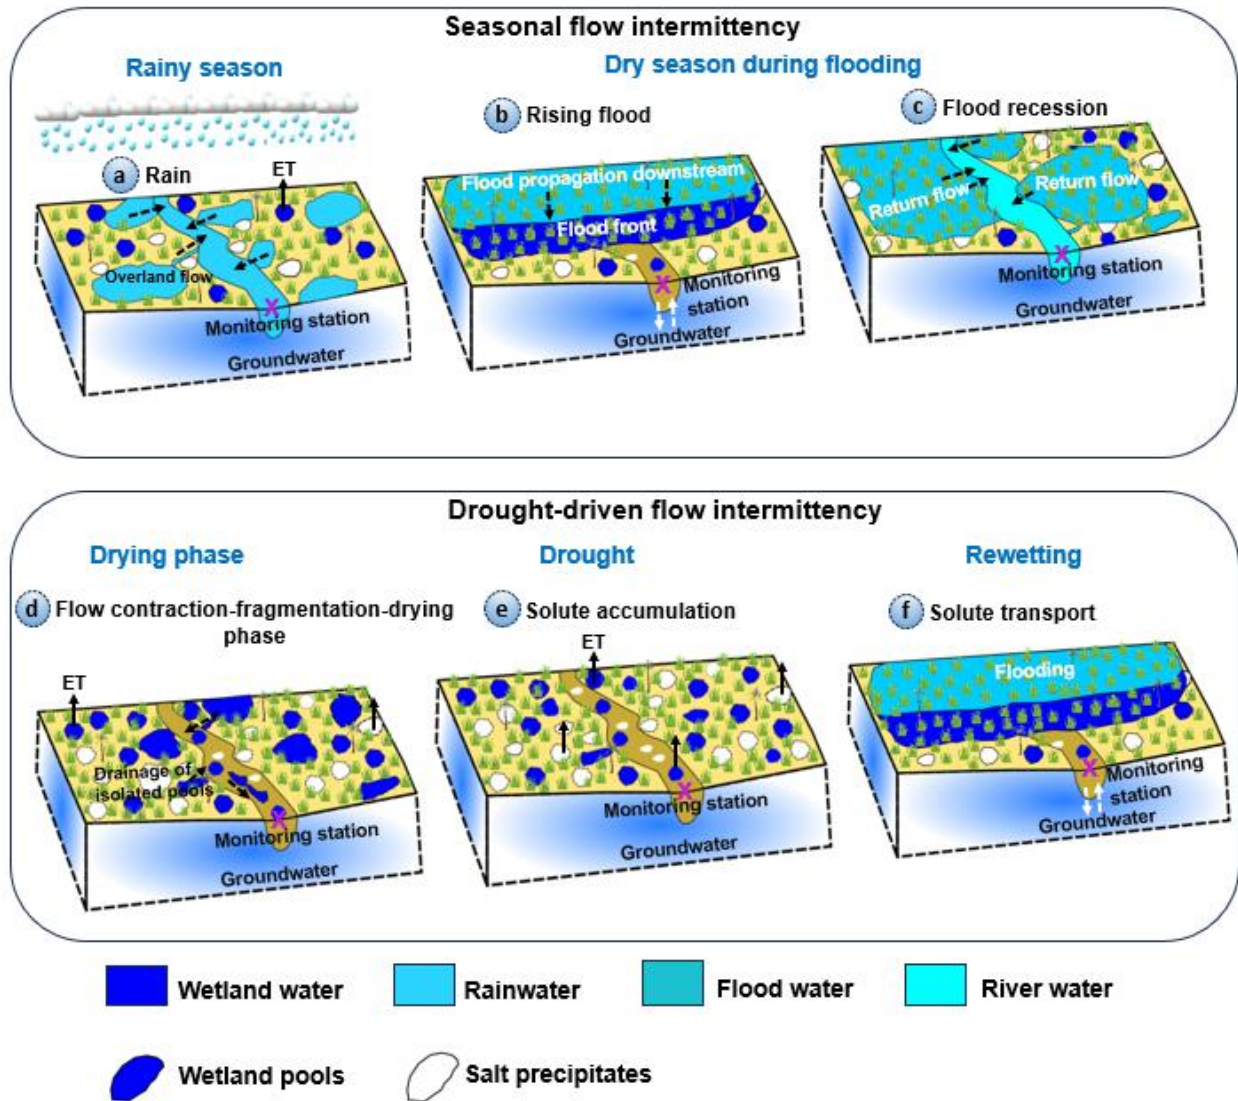 Seasonal flow intermittency
Rainy season
Dry season during flooding
a Rain
ET
Overland flow
Monitoring station
Groundwater
b Rising flood
Flood propagation downstream
Flood front
Monitoring
station
Groundwater
c Flood recession
Return flow
Return flow
Monitoring station
Groundwater
Drought-driven flow intermittency
Drying phase
Drought
Rewetting
d Flow contraction-fragmentation-drying
phase
ET
Drainage of
isolated pools
Monitoring station
Groundwater
e Solute accumulation
ET
Monitoring station
Groundwater
f Solute transport
Flooding
Monitoring
station
Groundwater
Wetland water
Rainwater
Flood water
River water
Wetland pools
Salt precipitates